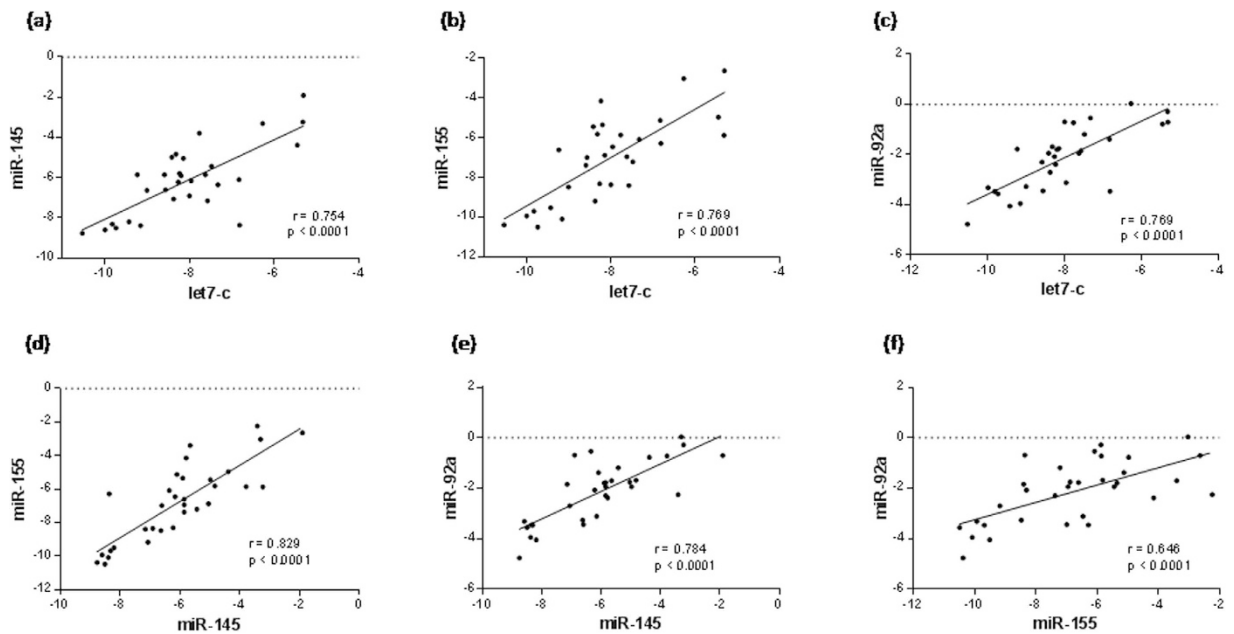 (a)
0
-2
-4
-6
-8
-10
miR-145
r = 0.754
p < 0.0001
-10
-8
-6
-4
let7-c
(b)
-2
-4
-6
-8
-10
-12
miR-155
r = 0.769
p < 0.0001
-10
-8
-6
-4
let7-c
(c)
2
0
-2
-4
-6
miR-92a
r = 0.769
p < 0.0001
-12
-10
-8
-6
-4
let7-c
(d)
0
-2
-4
-6
-8
-10
-12
miR-155
r = 0.829
p < 0.0001
-10
-8
-6
-4
-2
0
miR-145
(e)
2
0
-2
-4
-6
miR-92a
r = 0.784
p < 0.0001
-10
-8
-6
-4
-2
0
miR-145
(f)
2
0
-2
-4
-6
miR-92a
r = 0.646
p < 0.0001
-12
-10
-8
-6
-4
-2
miR-155